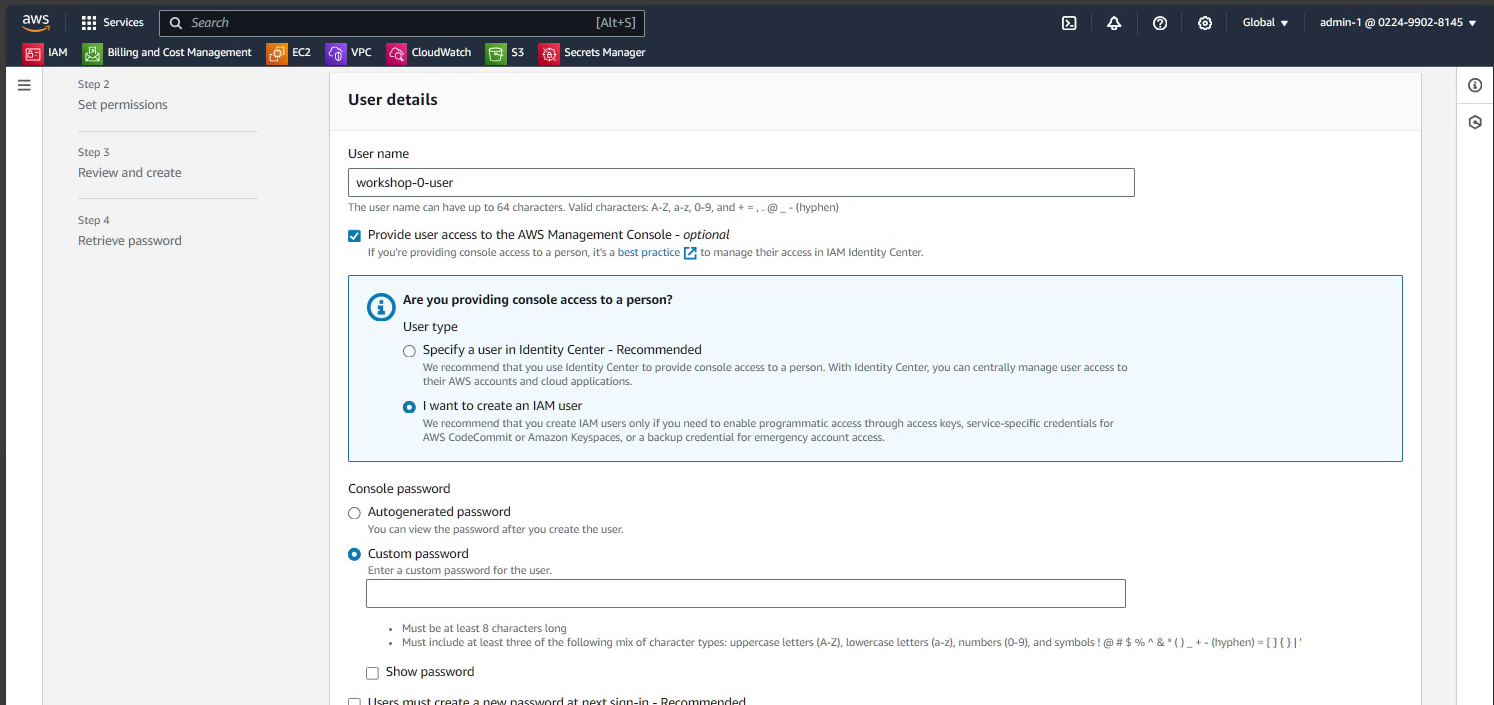 aws
Services
Search [Alt+S]
Global
admin-1 @ 0224-9902-8145
IAM
Billing and Cost Management
EC2
VPC
CloudWatch
S3
Secrets Manager
Step 2
Set permissions
Step 3
Review and create
Step 4
Retrieve password
User details
User name
workshop-0-user
The user name can have up to 64 characters. Valid characters: A-Z, a-z, 0-9, and + = , . @ _ - (hyphen)
Provide user access to the AWS Management Console - optional
If you're providing console access to a person, it's a best practice to manage their access in IAM Identity Center.
Are you providing console access to a person?
User type
Specify a user in Identity Center - Recommended
We recommend that you use Identity Center to provide console access to a person. With Identity Center, you can centrally manage user access to
their AWS accounts and cloud applications.
I want to create an IAM user
We recommend that you create IAM users only if you need to enable programmatic access through access keys, service-specific credentials for
AWS CodeCommit or Amazon Keyspaces, or a backup credential for emergency account access.
Console password
Autogenerated password
You can view the password after you create the user.
Custom password
Enter a custom password for the user.
• Must be at least 8 characters long
• Must include at least three of the following mix of character types: uppercase letters (A-Z), lowercase letters (a-z), numbers (0-9), and symbols ! @ # $ % ^ & * ( ) _ + - (hyphen) = [ ] { } | '
Show password
Users must create a new password at next sign-in - Recommended